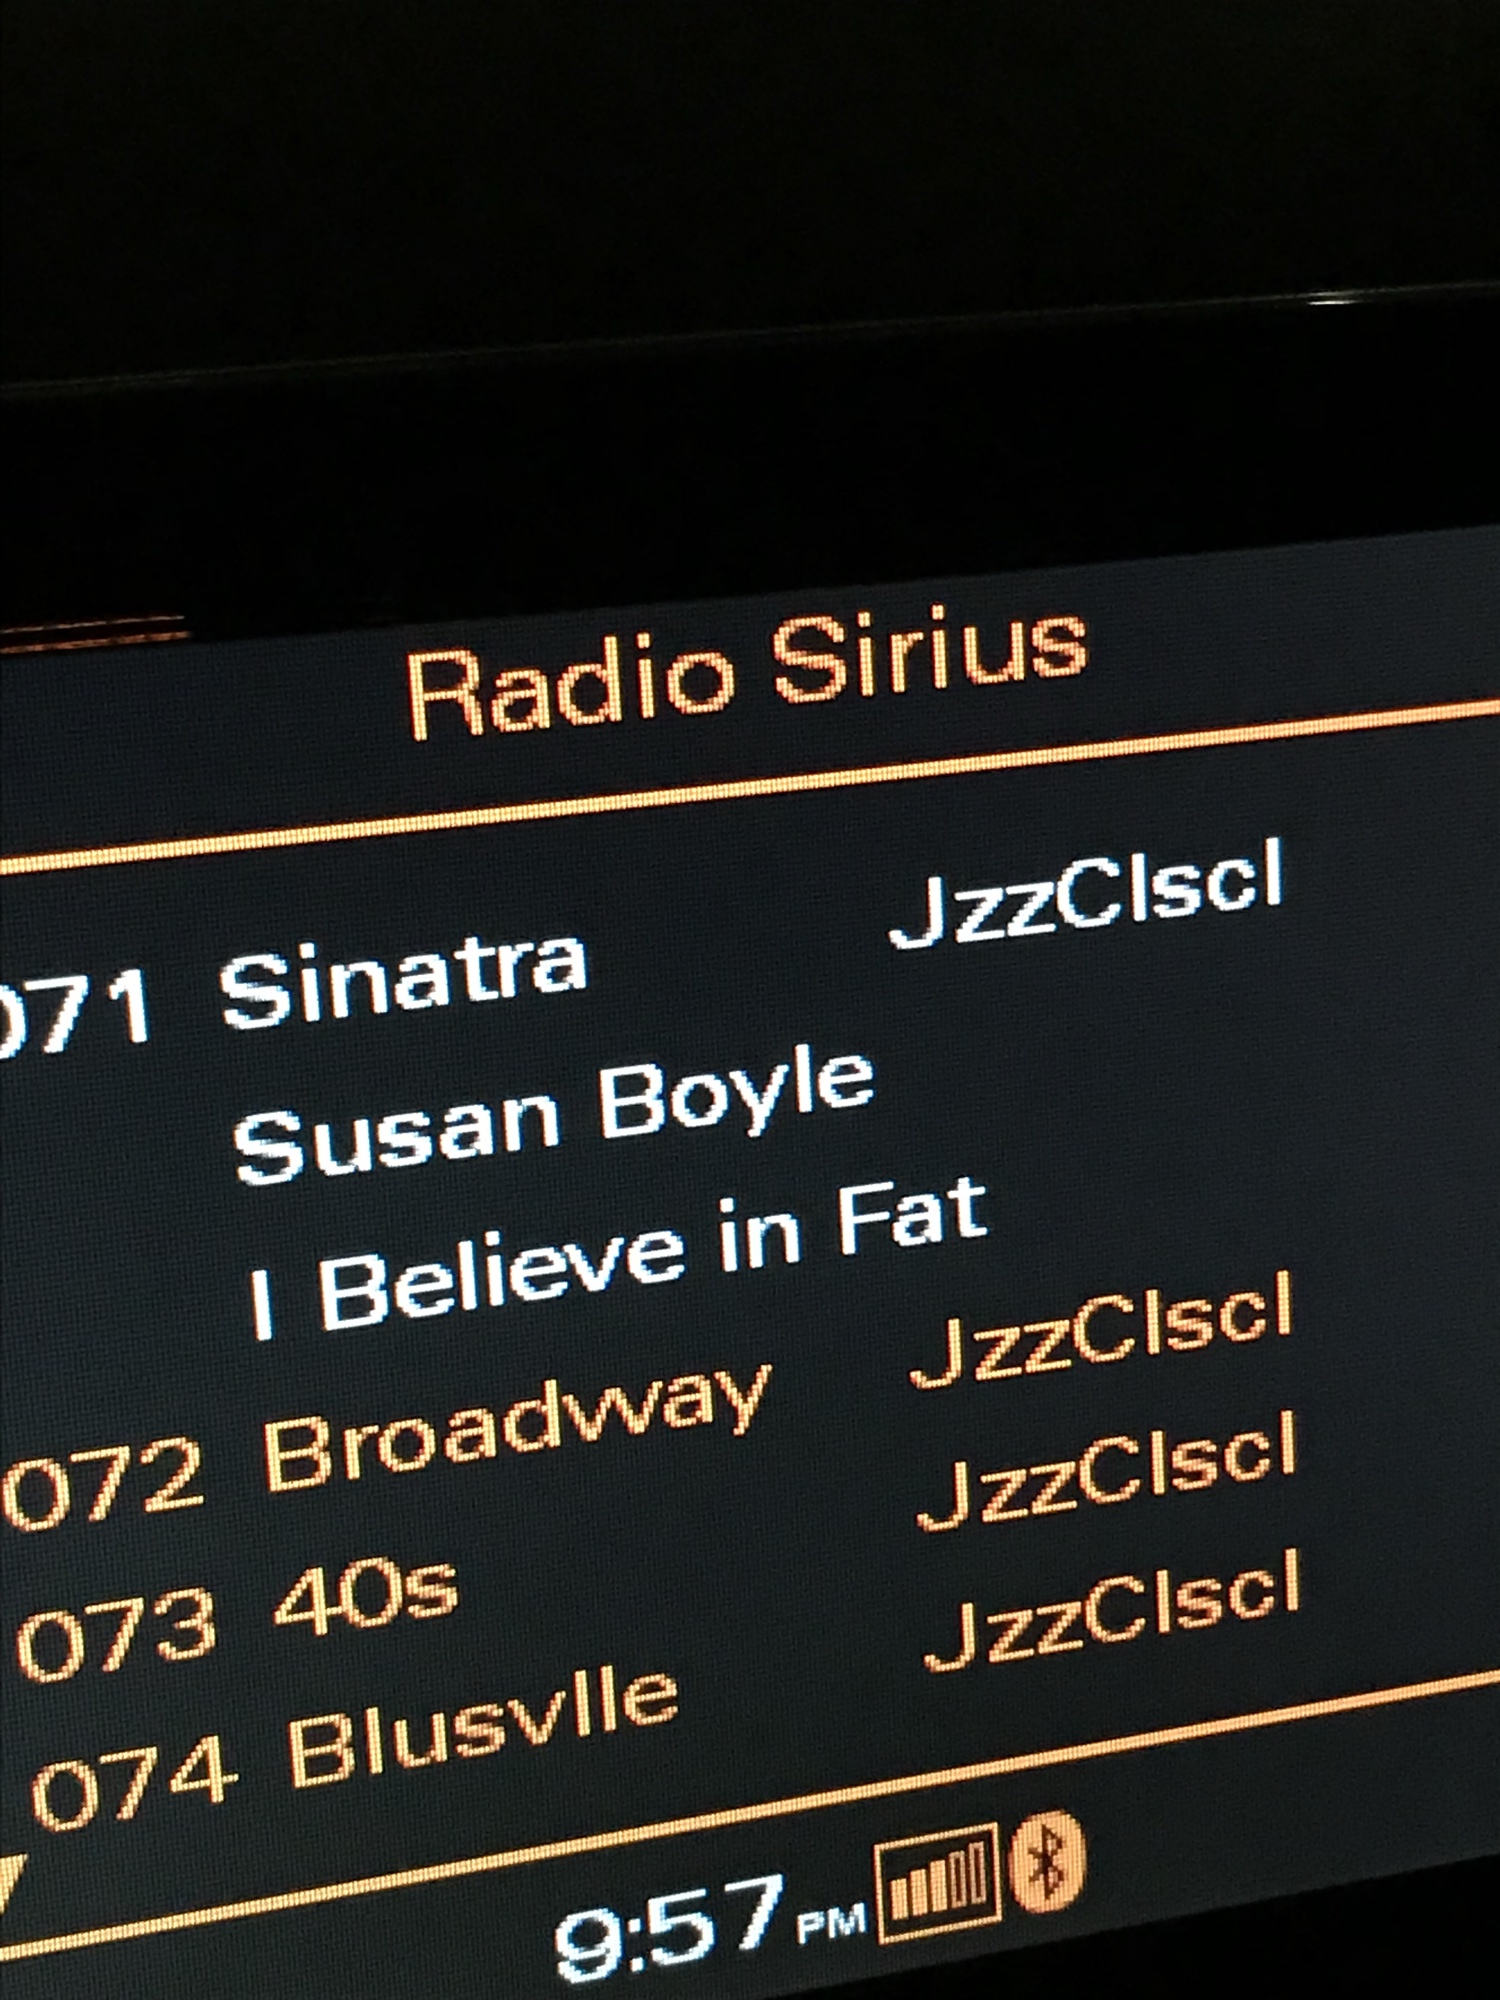 Radio Sirius
071 Sinatra JzzClscl
Susan Boyle
I Believe in Fat
072 Broadway JzzClscl
073 40s JzzClscl
074 Blusvlle JzzClscl
9:57 PM